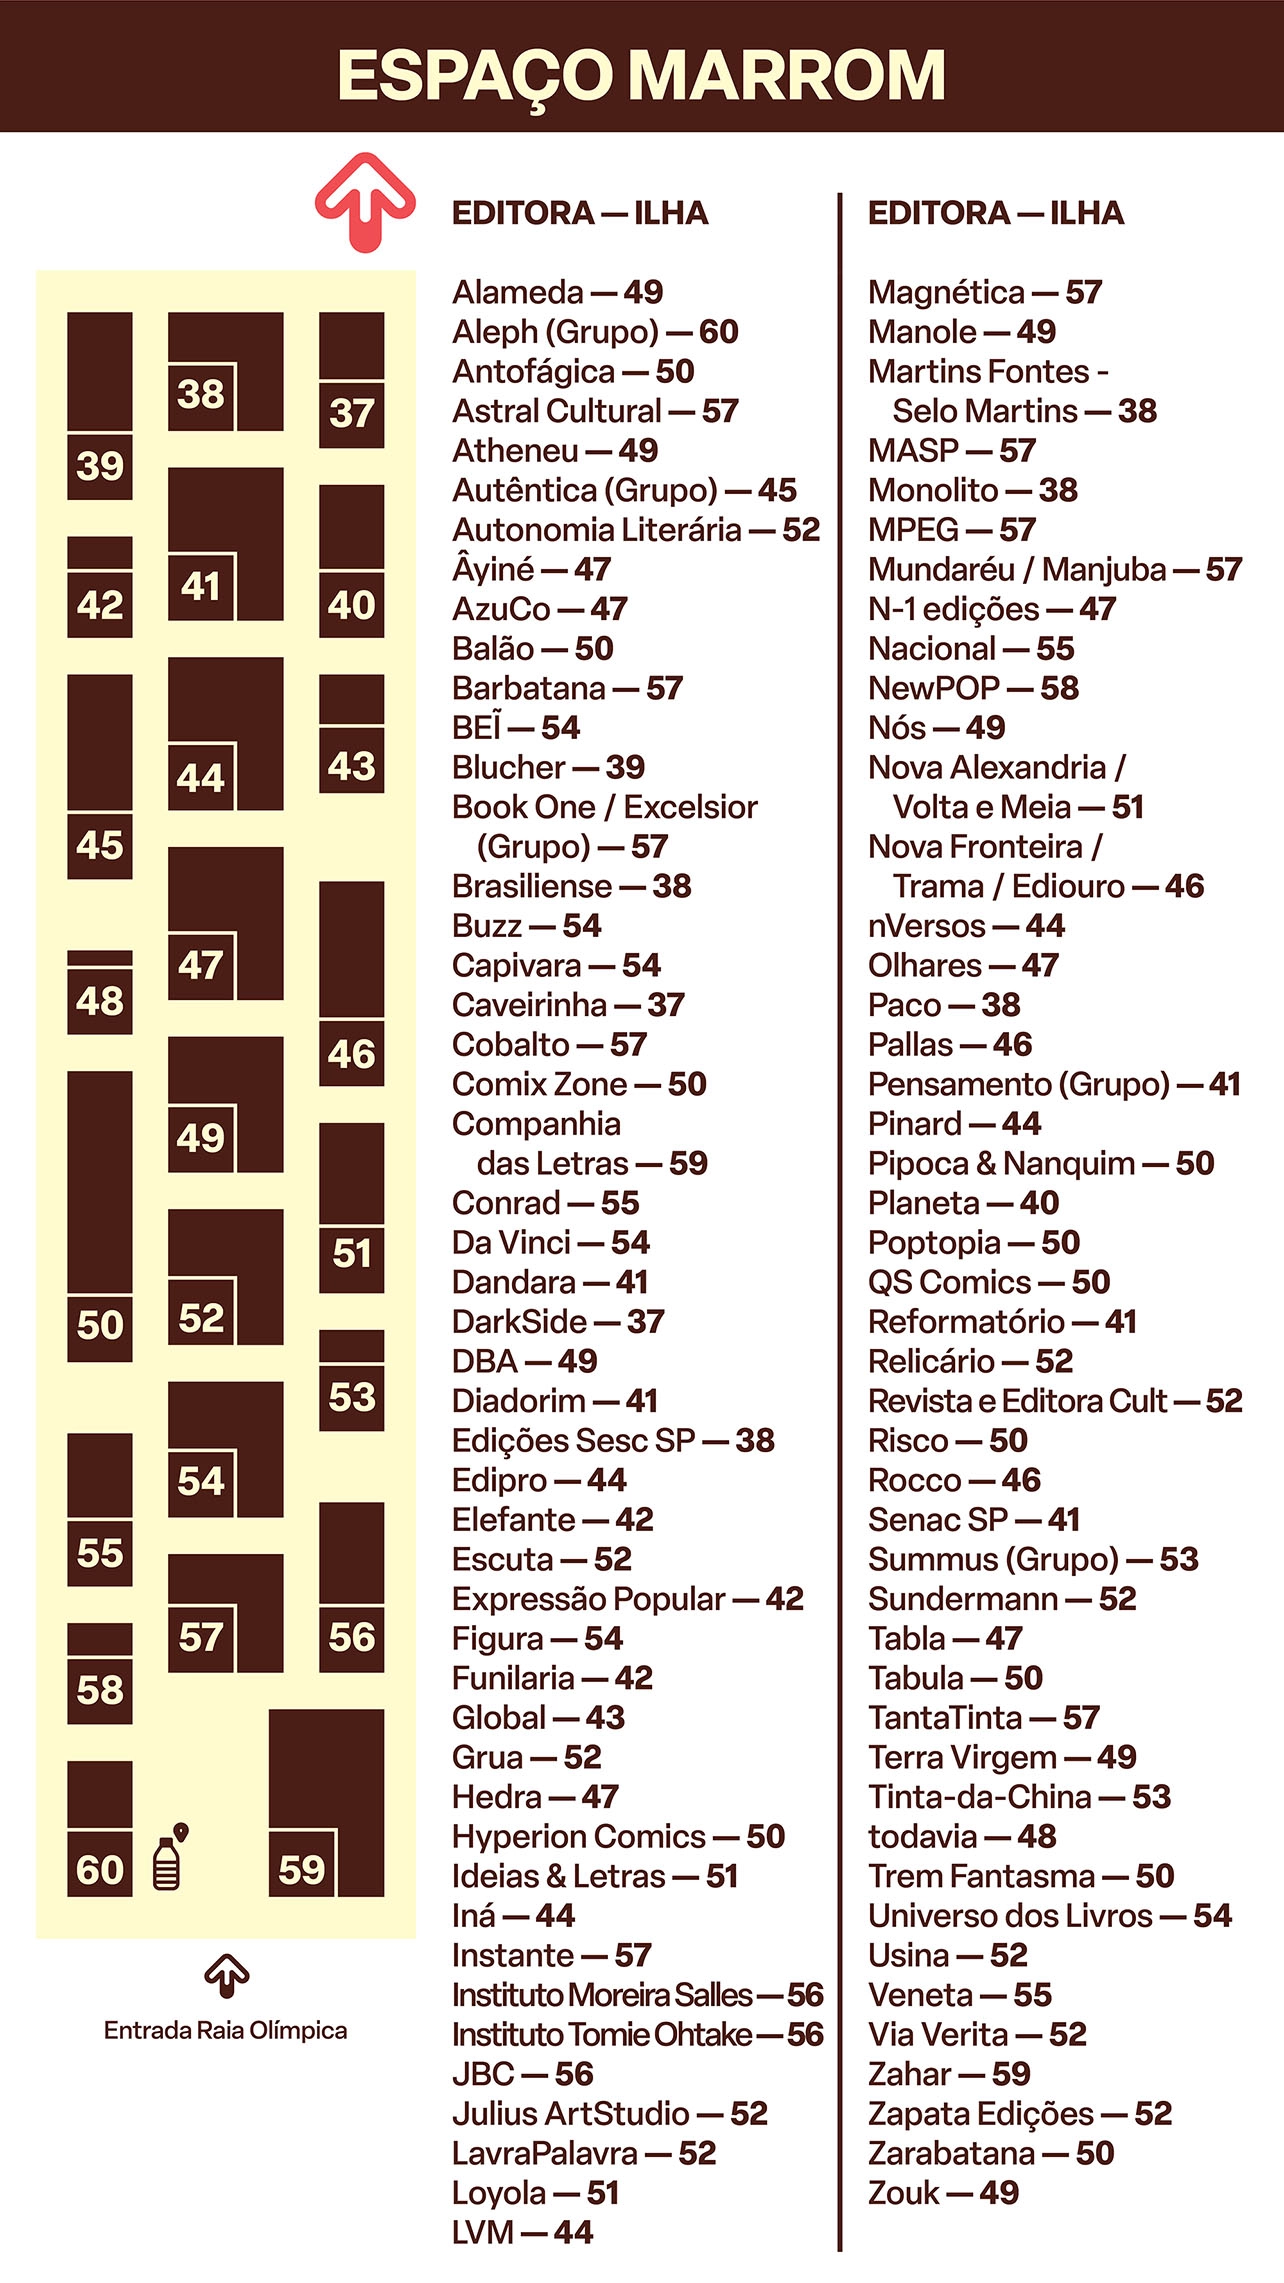 ESPAÇO MARROM
38
37
39
41
42
40
44
43
45
47
48
46
49
51
50
52
53
54
55
57
56
58
60
59
Entrada Raia Olímpica
EDITORA — ILHA
Alameda — 49
Aleph (Grupo) — 60
Antofágica — 50
Astral Cultural — 57
Atheneu — 49
Autêntica (Grupo) — 45
Autonomia Literária — 52
Âyiné — 47
AzuCo — 47
Balão — 50
Barbatana — 57
BEĨ — 54
Blucher — 39
Book One / Excelsior
(Grupo) — 57
Brasiliense — 38
Buzz — 54
Capivara — 54
Caveirinha — 37
Cobalto — 57
Comix Zone — 50
Companhia
das Letras — 59
Conrad — 55
Da Vinci — 54
Dandara — 41
DarkSide — 37
DBA — 49
Diadorim — 41
Edições Sesc SP — 38
Edipro — 44
Elefante — 42
Escuta — 52
Expressão Popular — 42
Figura — 54
Funilaria — 42
Global — 43
Grua — 52
Hedra — 47
Hyperion Comics — 50
Ideias & Letras — 51
Iná — 44
Instante — 57
Instituto Moreira Salles — 56
Instituto Tomie Ohtake — 56
JBC — 56
Julius ArtStudio — 52
LavraPalavra — 52
Loyola — 51
LVM — 44
EDITORA — ILHA
Magnética — 57
Manole — 49
Martins Fontes -
Selo Martins — 38
MASP — 57
Monolito — 38
MPEG — 57
Mundaréu / Manjuba — 57
N-1 edições — 47
Nacional — 55
NewPOP — 58
Nós — 49
Nova Alexandria /
Volta e Meia — 51
Nova Fronteira /
Trama / Ediouro — 46
nVersos — 44
Olhares — 47
Paco — 38
Pallas — 46
Pensamento (Grupo) — 41
Pinard — 44
Pipoca & Nanquim — 50
Planeta — 40
Poptopia — 50
QS Comics — 50
Reformatório — 41
Relicário — 52
Revista e Editora Cult — 52
Risco — 50
Rocco — 46
Senac SP — 41
Summus (Grupo) — 53
Sundermann — 52
Tabla — 47
Tabula — 50
TantaTinta — 57
Terra Virgem — 49
Tinta-da-China — 53
todavia — 48
Trem Fantasma — 50
Universo dos Livros — 54
Usina — 52
Veneta — 55
Via Verita — 52
Zahar — 59
Zapata Edições — 52
Zarabatana — 50
Zouk — 49